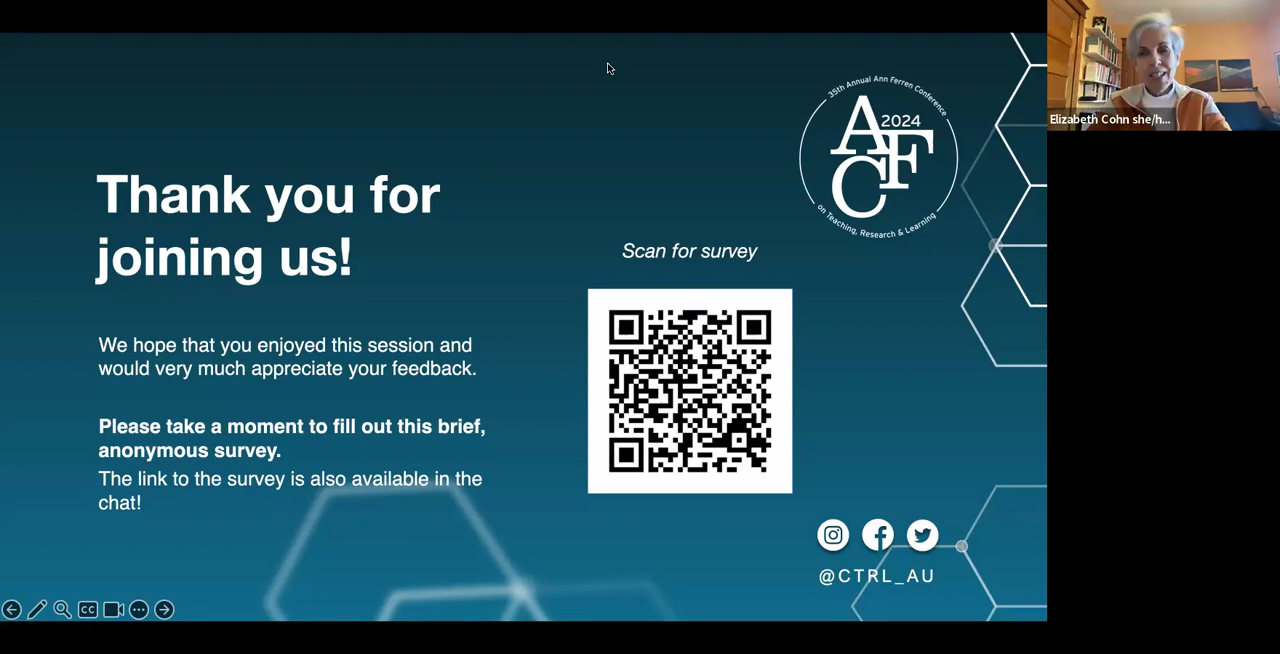 35th Annual Ann Ferren Conference
AFC
2024
on Teaching, Research & Learning
Elizabeth Cohn she/h...
Thank you for
joining us!
Scan for survey
We hope that you enjoyed this session and
would very much appreciate your feedback.
Please take a moment to fill out this brief,
anonymous survey.
The link to the survey is also available in the
chat!
@CTRL_AU
CC